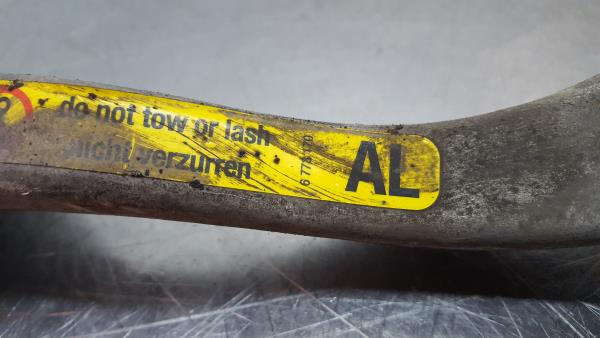 do not tow or lash
nicht verzurren
AL